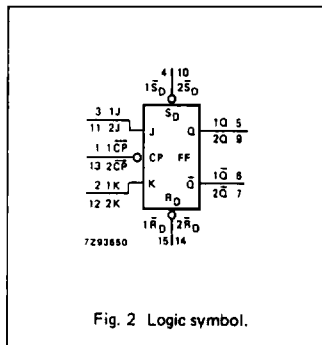 4 10
1S̅D 2S̅D
3 1J
11 2J
SD
J
Q
1Q 5
2Q 9
1 1C̅P̅
13 2C̅P̅
CP FF
2 1K
12 2K
K
Q̅
1Q̅ 6
2Q̅ 7
RD
1R̅D 2R̅D
15 14
7Z93650
Fig. 2 Logic symbol.